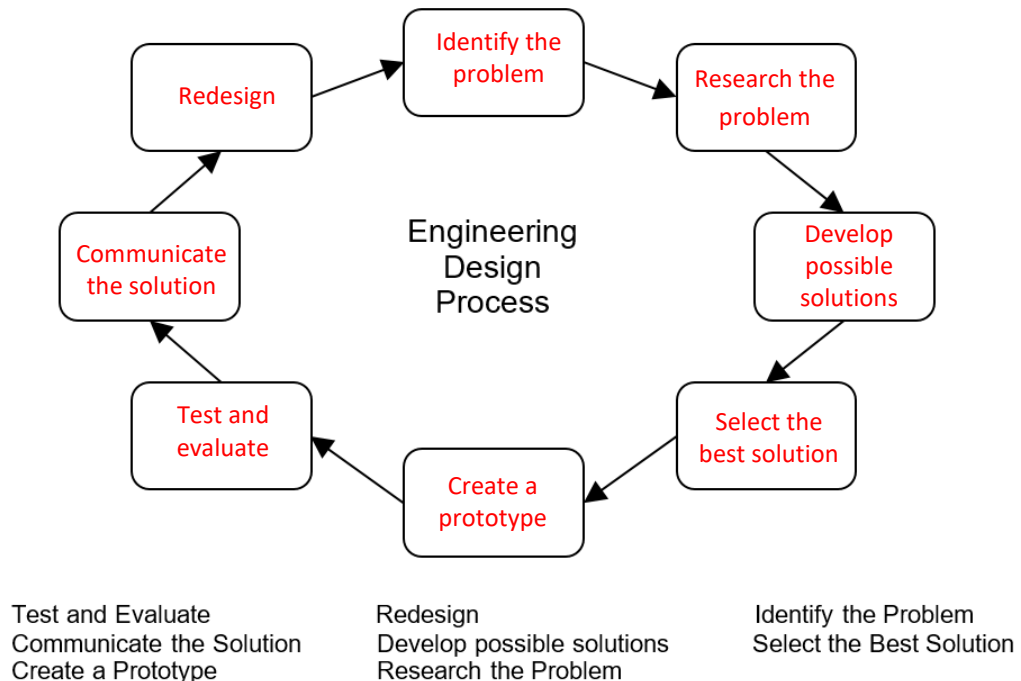 Identify the
problem
Research the
problem
Develop
possible
solutions
Select the
best solution
Create a
prototype
Test and
evaluate
Communicate
the solution
Redesign
Engineering
Design
Process
Test and Evaluate
Communicate the Solution
Create a Prototype
Redesign
Develop possible solutions
Research the Problem
Identify the Problem
Select the Best Solution